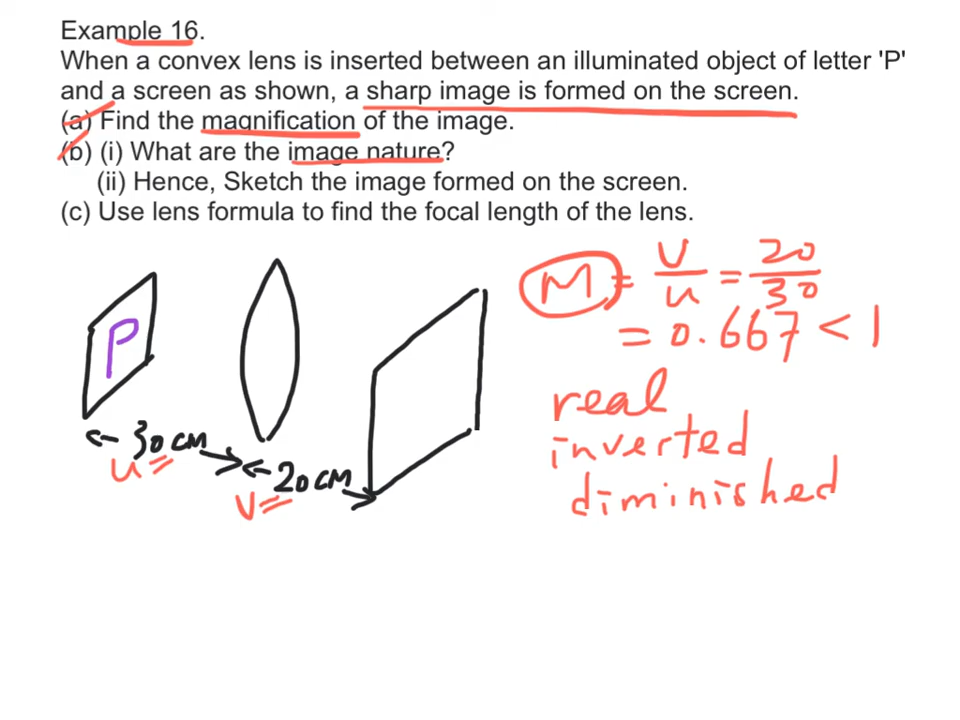 Example 16.
When a convex lens is inserted between an illuminated object of letter 'P'
and a screen as shown, a sharp image is formed on the screen.
(a) Find the magnification of the image.
(b) (i) What are the image nature?
(ii) Hence, Sketch the image formed on the screen.
(c) Use lens formula to find the focal length of the lens.
M = v/u = 20/30
= 0.667 < 1
P
real
inverted
diminished
30 cm
u =
20 cm
v =